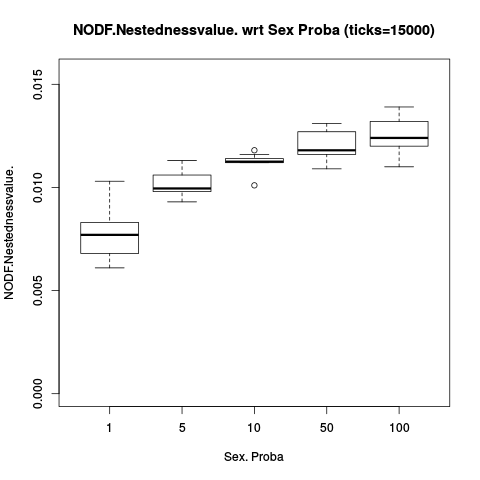 NODF.Nestednessvalue. wrt Sex Proba (ticks=15000)
NODF.Nestednessvalue.
0.015
0.010
0.005
0.000
1 5 10 50 100
Sex. Proba